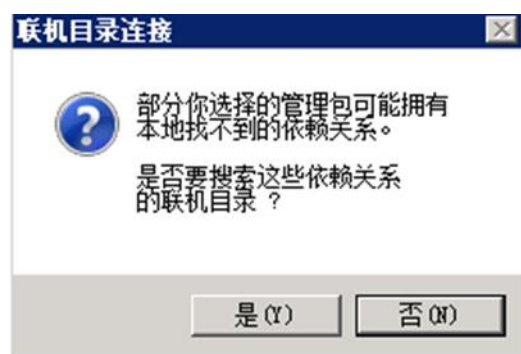 联机目录连接
部分你选择的管理包可能拥有
本地找不到的依赖关系。
是否要搜索这些依赖关系
的联机目录 ？
是(Y)
否(N)